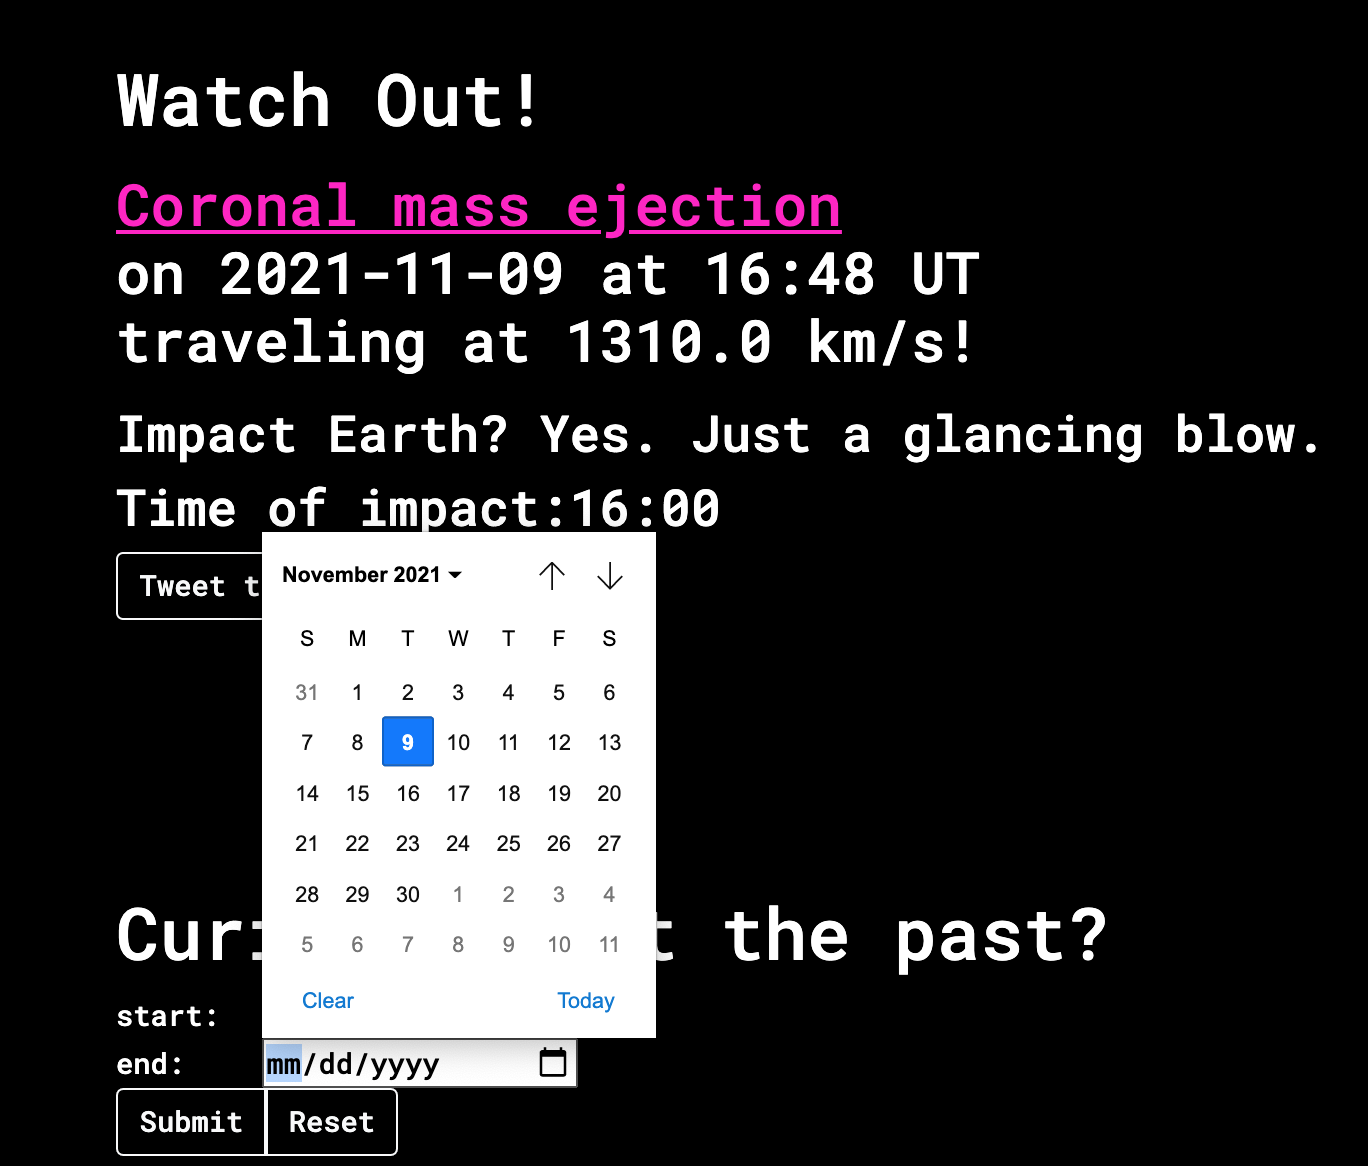 Watch Out!
Coronal mass ejection
on 2021-11-09 at 16:48 UT
traveling at 1310.0 km/s!
Impact Earth? Yes. Just a glancing blow.
Time of impact:16:00
Tweet t
November 2021
S M T W T F S
31 1 2 3 4 5 6
7 8 9 10 11 12 13
14 15 16 17 18 19 20
21 22 23 24 25 26 27
28 29 30 1 2 3 4
5 6 7 8 9 10 11
Clear Today
the past?
start:
end: mm/dd/yyyy
Submit Reset